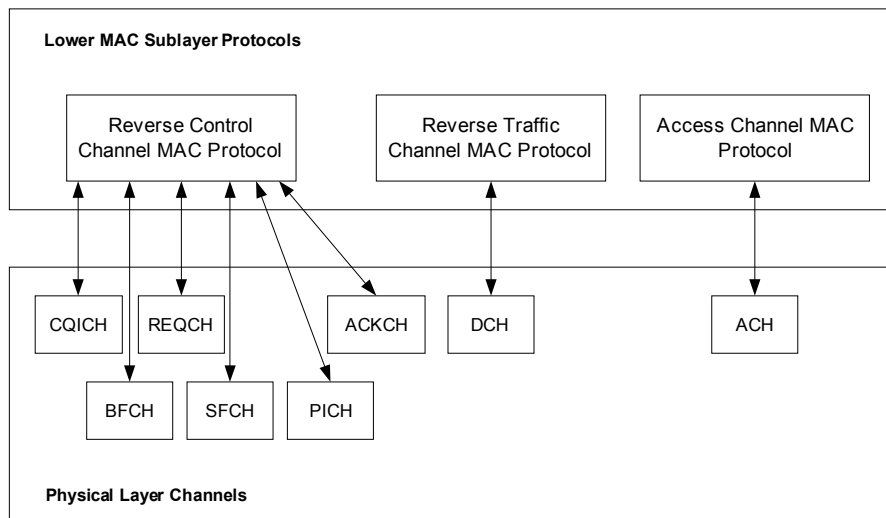 Lower MAC Sublayer Protocols
Reverse Control
Channel MAC Protocol
Reverse Traffic
Channel MAC Protocol
Access Channel MAC
Protocol
CQICH
REQCH
ACKCH
DCH
ACH
BFCH
SFCH
PICH
Physical Layer Channels